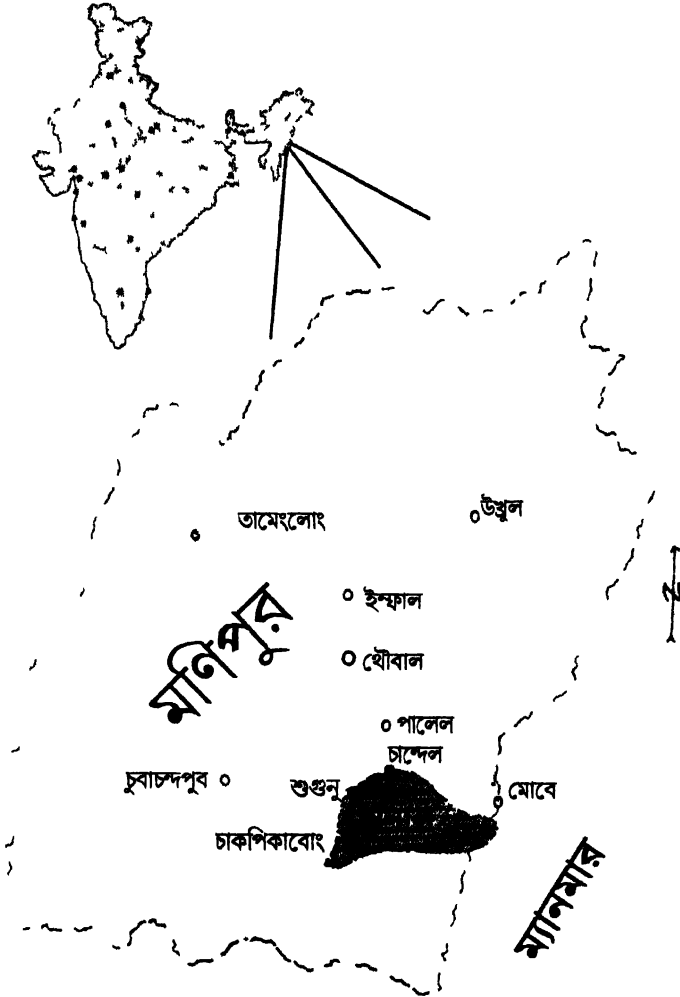 তামেংলোং
উখ্রুল
ইম্ফাল
মণিপুর
থৌবাল
পালেল
চান্দেল
চুবাচন্দপুব
শুগুনু
মোবে
চাকপিকাবোং
ম্যানমার
N